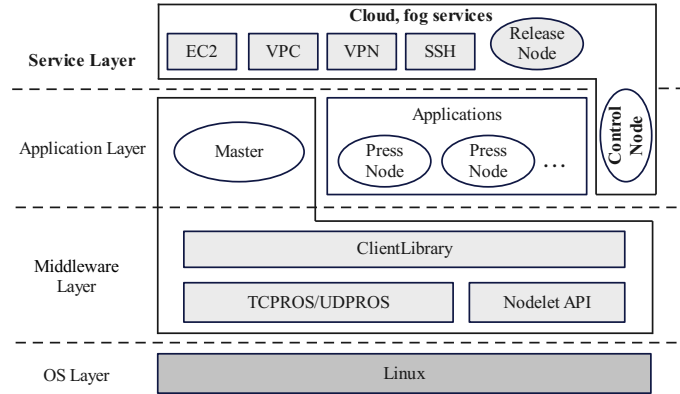 Cloud, fog services
Service Layer
EC2
VPC
VPN
SSH
Release
Node
Application Layer
Master
Applications
Press
Node
Press
Node
...
Control
Node
Middleware
Layer
ClientLibrary
TCPROS/UDPROS
Nodelet API
OS Layer
Linux